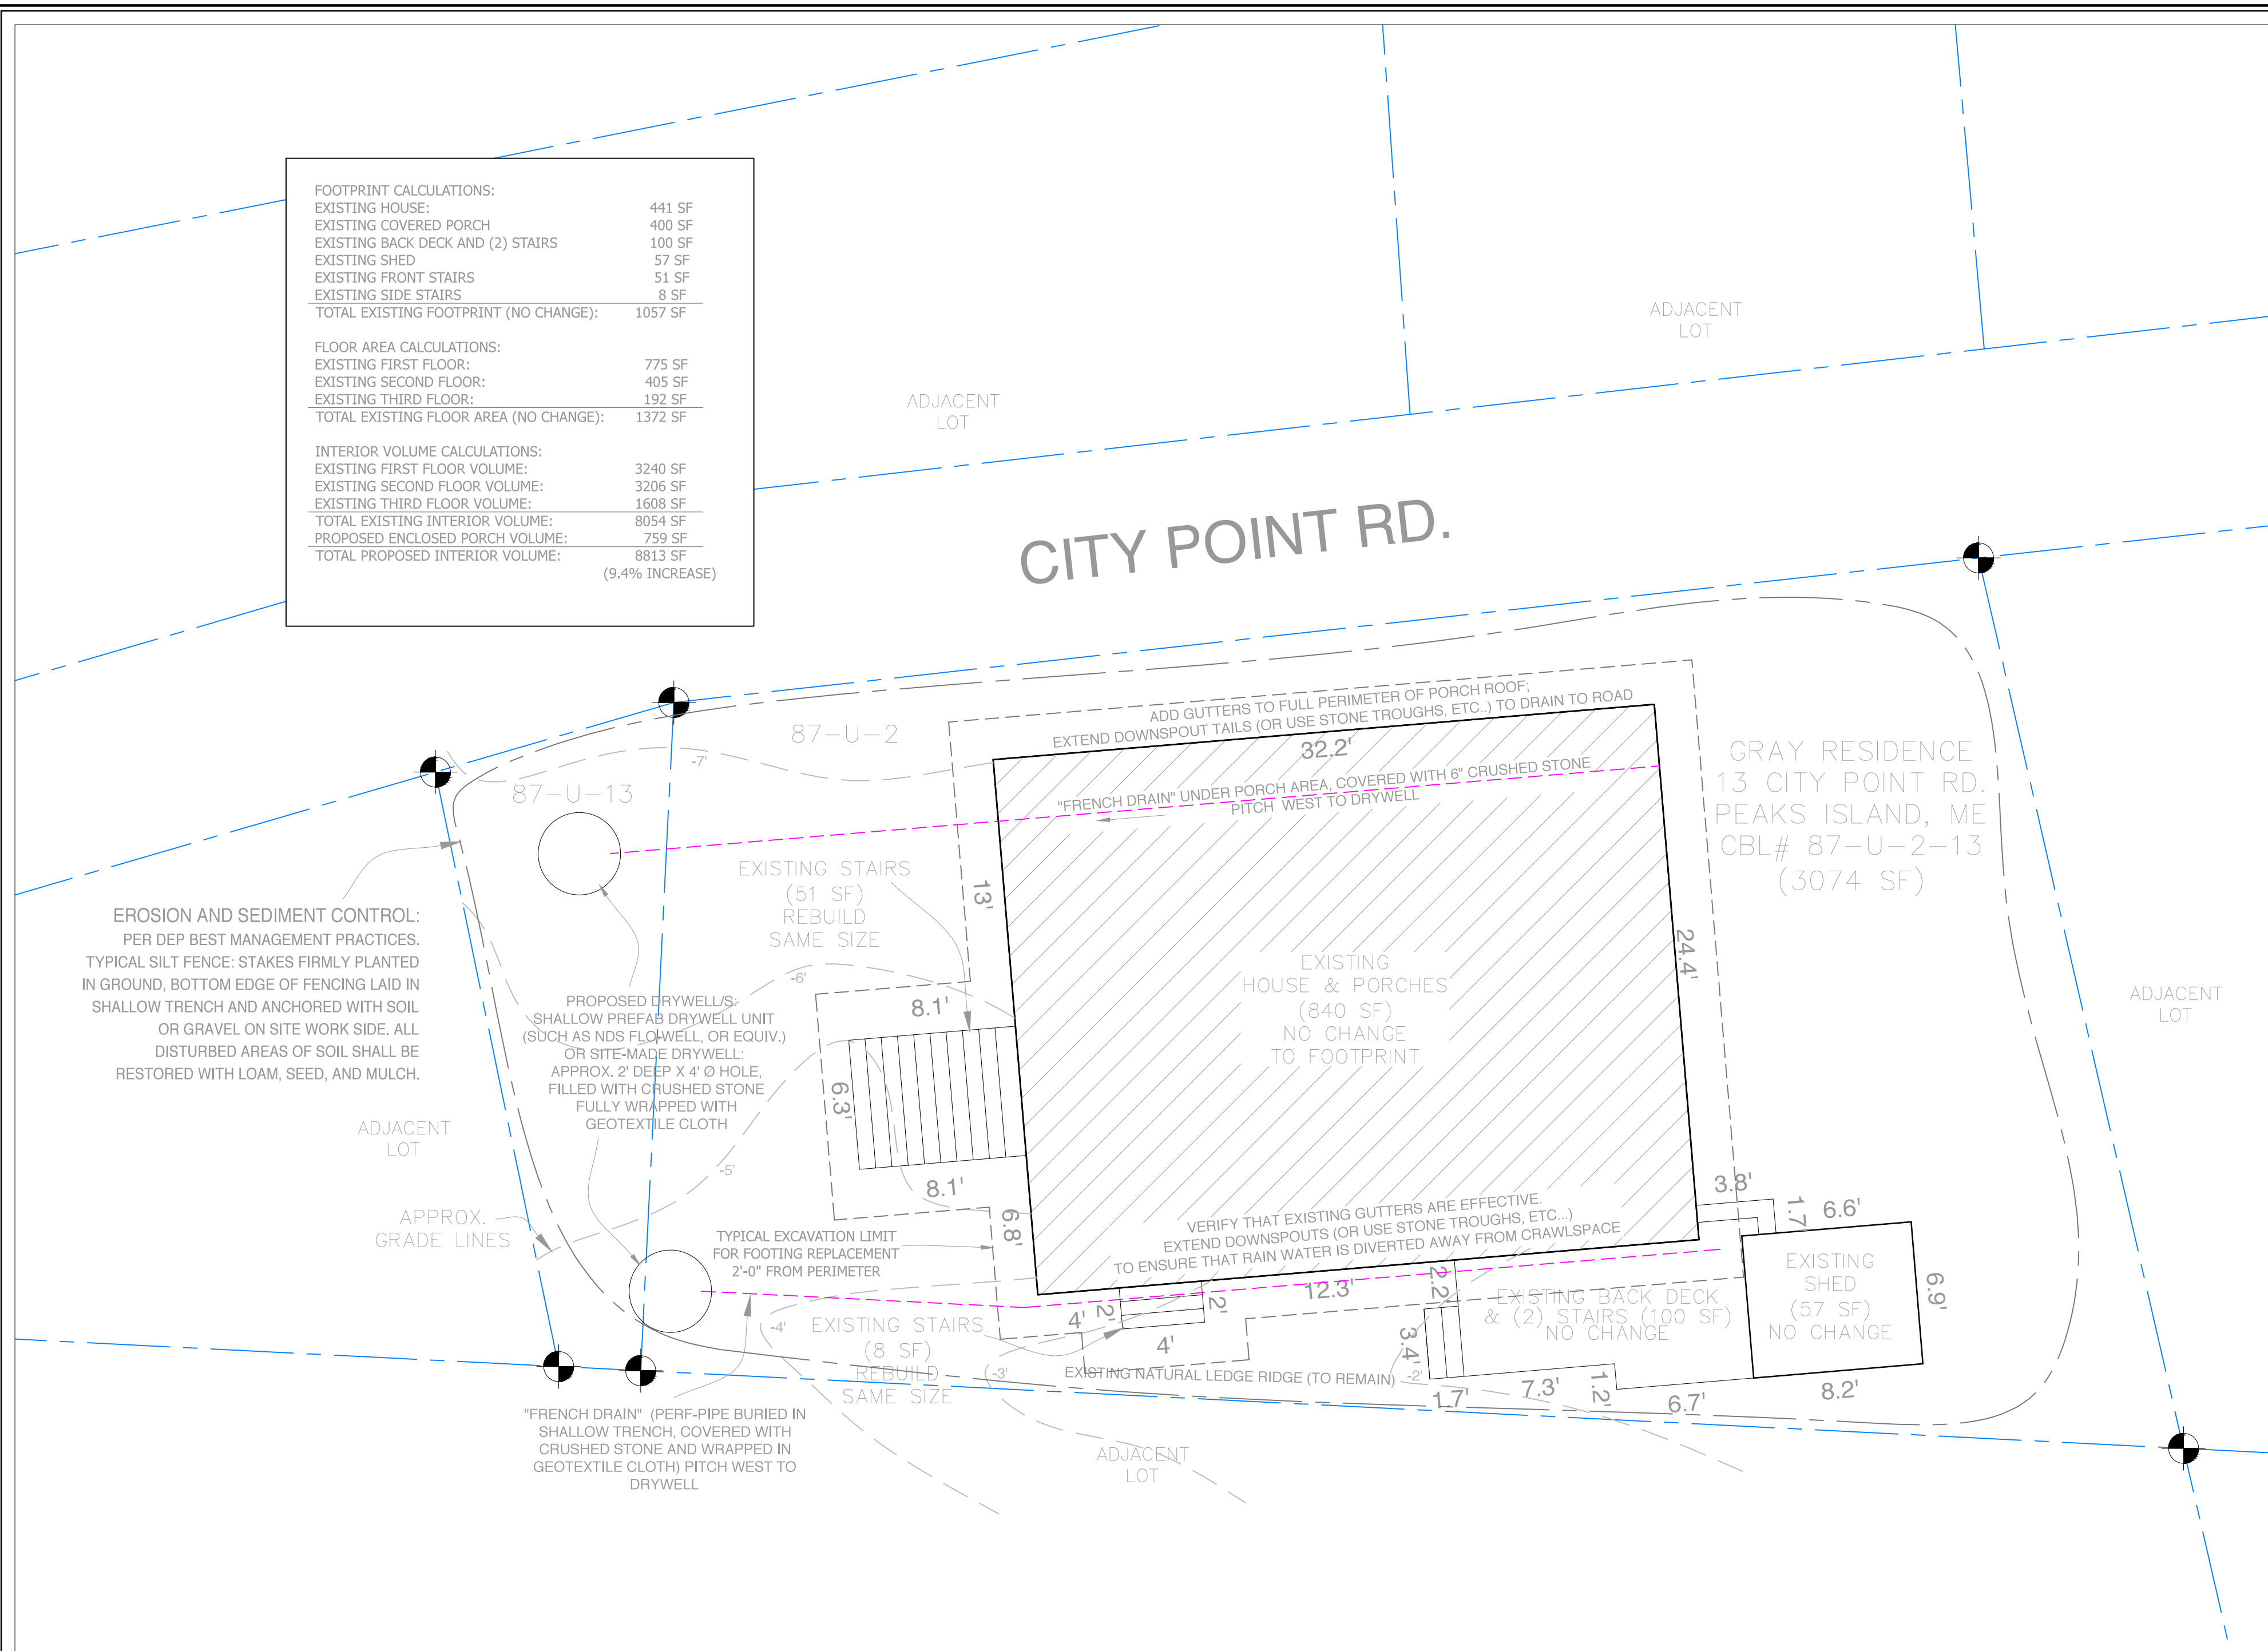 FOOTPRINT CALCULATIONS:
EXISTING HOUSE: 441 SF
EXISTING COVERED PORCH 400 SF
EXISTING BACK DECK AND (2) STAIRS 100 SF
EXISTING SHED 57 SF
EXISTING FRONT STAIRS 51 SF
EXISTING SIDE STAIRS 8 SF
TOTAL EXISTING FOOTPRINT (NO CHANGE): 1057 SF
FLOOR AREA CALCULATIONS:
EXISTING FIRST FLOOR: 775 SF
EXISTING SECOND FLOOR: 405 SF
EXISTING THIRD FLOOR: 192 SF
TOTAL EXISTING FLOOR AREA (NO CHANGE): 1372 SF
INTERIOR VOLUME CALCULATIONS:
EXISTING FIRST FLOOR VOLUME: 3240 SF
EXISTING SECOND FLOOR VOLUME: 3206 SF
EXISTING THIRD FLOOR VOLUME: 1608 SF
TOTAL EXISTING INTERIOR VOLUME: 8054 SF
PROPOSED ENCLOSED PORCH VOLUME: 759 SF
TOTAL PROPOSED INTERIOR VOLUME: 8813 SF
(9.4% INCREASE)
ADJACENT
LOT
ADJACENT
LOT
CITY POINT RD.
87-U-2
-7'
87-U-13
ADD GUTTERS TO FULL PERIMETER OF PORCH ROOF;
EXTEND DOWNSPOUT TAILS (OR USE STONE TROUGHS, ETC..) TO DRAIN TO ROAD
32.2'
"FRENCH DRAIN" UNDER PORCH AREA, COVERED WITH 6" CRUSHED STONE
PITCH WEST TO DRYWELL
GRAY RESIDENCE
13 CITY POINT RD.
PEAKS ISLAND, ME
CBL# 87-U-2-13
(3074 SF)
EXISTING STAIRS
(51 SF)
REBUILD
SAME SIZE
13'
24.4'
EROSION AND SEDIMENT CONTROL:
PER DEP BEST MANAGEMENT PRACTICES.
TYPICAL SILT FENCE: STAKES FIRMLY PLANTED
IN GROUND, BOTTOM EDGE OF FENCING LAID IN
SHALLOW TRENCH AND ANCHORED WITH SOIL
OR GRAVEL ON SITE WORK SIDE. ALL
DISTURBED AREAS OF SOIL SHALL BE
RESTORED WITH LOAM, SEED, AND MULCH.
-6'
PROPOSED DRYWELL/S:
SHALLOW PREFAB DRYWELL UNIT
(SUCH AS NDS FLO-WELL, OR EQUIV.)
OR SITE-MADE DRYWELL:
APPROX. 2' DEEP X 4' Ø HOLE,
FILLED WITH CRUSHED STONE
FULLY WRAPPED WITH
GEOTEXTILE CLOTH
8.1'
6.3'
8.1'
EXISTING
HOUSE & PORCHES
(840 SF)
NO CHANGE
TO FOOTPRINT
ADJACENT
LOT
ADJACENT
LOT
-5'
APPROX.
GRADE LINES
6.8'
TYPICAL EXCAVATION LIMIT
FOR FOOTING REPLACEMENT
2'-0" FROM PERIMETER
VERIFY THAT EXISTING GUTTERS ARE EFFECTIVE.
EXTEND DOWNSPOUTS (OR USE STONE TROUGHS, ETC...)
TO ENSURE THAT RAIN WATER IS DIVERTED AWAY FROM CRAWLSPACE
3.8'
1.7
6.6'
EXISTING
SHED
(57 SF)
NO CHANGE
6.9'
8.2'
-4'
EXISTING STAIRS
(8 SF)
REBUILD
SAME SIZE
4'
2'
2'
4'
12.3'
2.2'
EXISTING BACK DECK
& (2) STAIRS (100 SF)
NO CHANGE
3.4'
-3'
EXISTING NATURAL LEDGE RIDGE (TO REMAIN)
-2'
1.7'
7.3'
1.2'
6.7'
"FRENCH DRAIN" (PERF-PIPE BURIED IN
SHALLOW TRENCH, COVERED WITH
CRUSHED STONE AND WRAPPED IN
GEOTEXTILE CLOTH) PITCH WEST TO
DRYWELL
ADJACENT
LOT